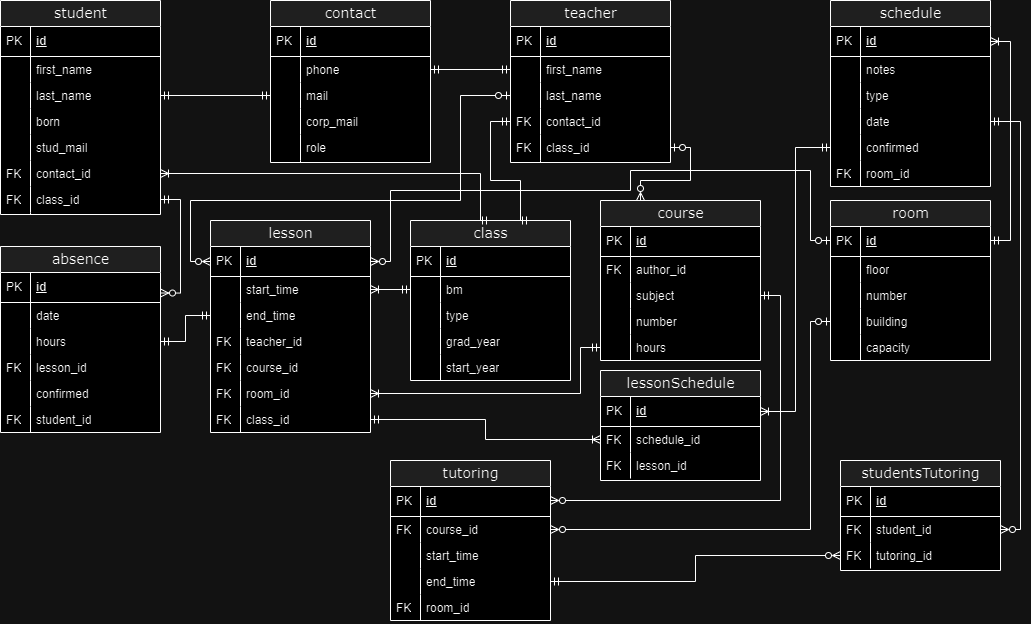 student
PK id
first_name
last_name
born
stud_mail
FK contact_id
FK class_id
contact
PK id
phone
mail
corp_mail
role
teacher
PK id
first_name
last_name
FK contact_id
FK class_id
schedule
PK id
notes
type
date
confirmed
FK room_id
absence
PK id
date
hours
FK lesson_id
confirmed
FK student_id
lesson
PK id
start_time
end_time
FK teacher_id
FK course_id
FK room_id
FK class_id
class
PK id
bm
type
grad_year
start_year
course
PK id
FK author_id
subject
number
FK hours
room
PK id
floor
number
building
capacity
lessonSchedule
PK id
FK schedule_id
FK lesson_id
tutoring
PK id
FK course_id
start_time
end_time
FK room_id
studentsTutoring
PK id
FK student_id
FK tutoring_id